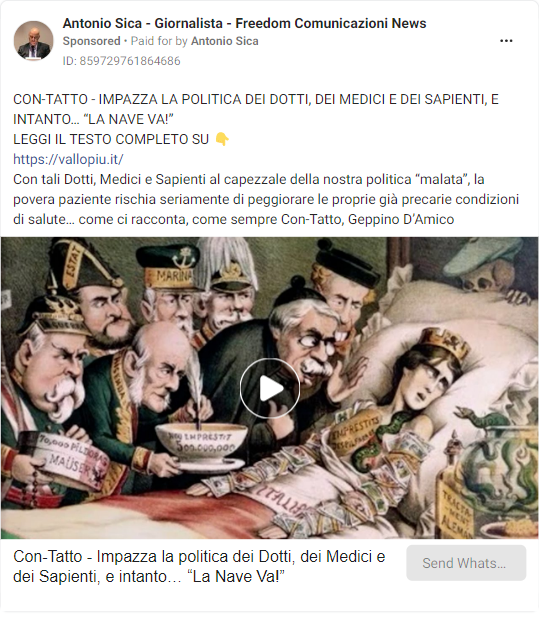 Antonio Sica - Giornalista - Freedom Comunicazioni News
Sponsored • Paid for by Antonio Sica
ID: 859729761864686
CON-TATTO - IMPAZZA LA POLITICA DEI DOTTI, DEI MEDICI E DEI SAPIENTI, E
INTANTO… “LA NAVE VA!”
LEGGI IL TESTO COMPLETO SU 👇
https://vallopiu.it/
Con tali Dotti, Medici e Sapienti al capezzale della nostra politica “malata”, la
povera paziente rischia seriamente di peggiorare le proprie già precarie condizioni
di salute… come ci racconta, come sempre Con-Tatto, Geppino D’Amico
ESTAT
MARINA
IMPRESTIT
300,000,000
70,000 PILDORAS
MAUSER
IMPRESTITO
Con-Tatto - Impazza la politica dei Dotti, dei Medici e
dei Sapienti, e intanto… “La Nave Va!”
Send Whats...